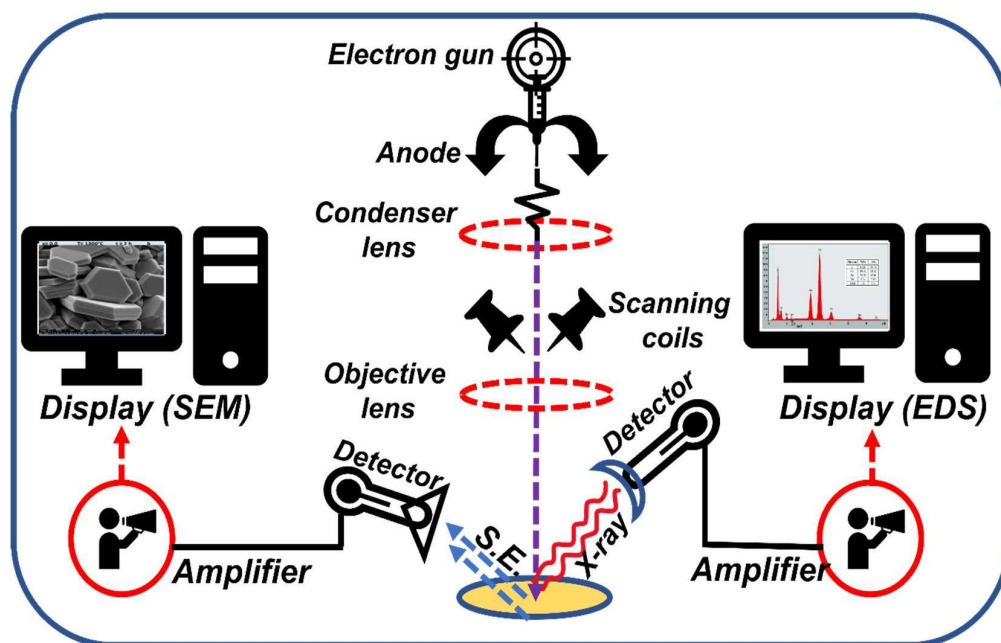 Electron gun
Anode
Condenser
lens
Scanning
coils
Objective
lens
Display (SEM)
Display (EDS)
Detector
Detector
S.E.
X-ray
Amplifier
Amplifier